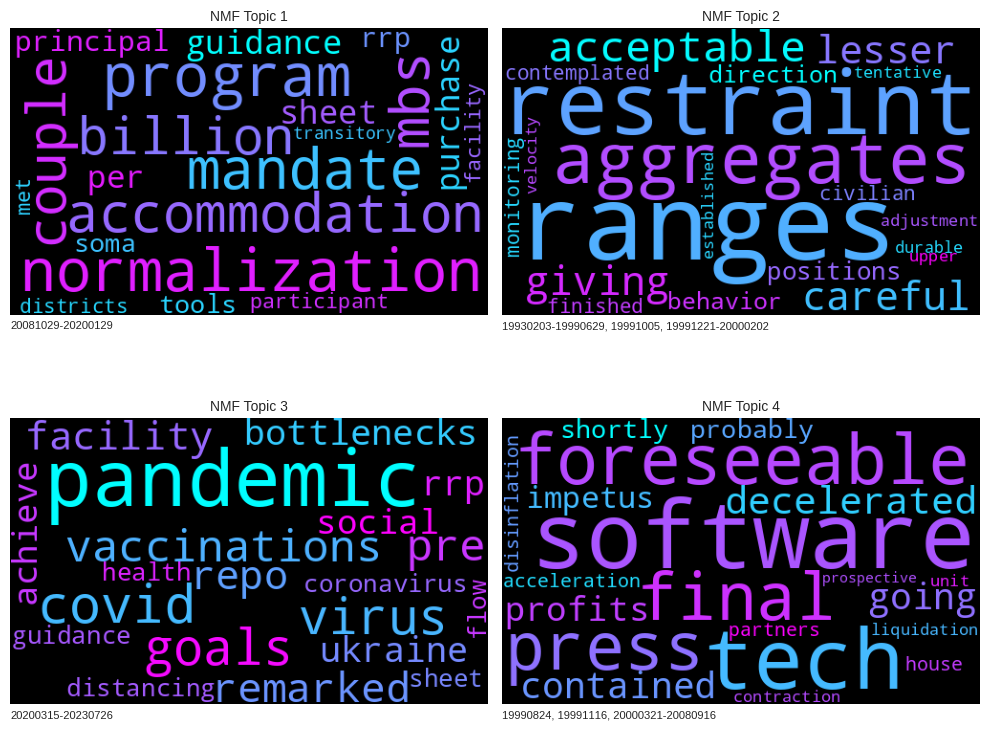 NMF Topic 1
principal guidance rrp
couple program mbs purchase
sheet facility
billion transitory
mandate
per
met accommodation
soma
normalization
districts tools participant
20081029-20200129
NMF Topic 2
acceptable lesser
contemplated direction tentative
restraint
monitoring velocity aggregates
established civilian
ranges adjustment
durable
upper
giving positions
finished behavior careful
19930203-19990629, 19991005, 19991221-20000202
NMF Topic 3
facility bottlenecks
achieve pandemic rrp
social
vaccinations pre
health repo coronavirus flow
covid virus
guidance goals ukraine
distancing remarked sheet
20200315-20230726
NMF Topic 4
shortly probably
disinflation foreseeable
impetus decelerated
software
acceleration prospective unit
profits final going
press partners liquidation
tech house
contained contraction
19990824, 19991116, 20000321-20080916